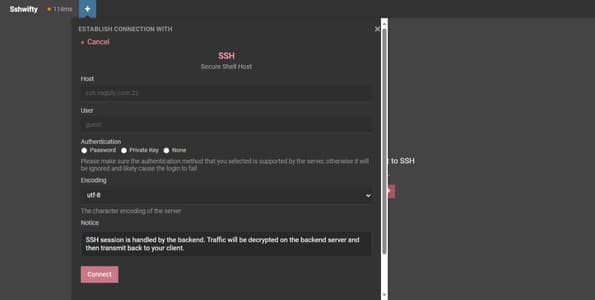 Sshwifty
114ms
+
ESTABLISH CONNECTION WITH
×
Cancel
SSH
Secure Shell Host
Host
ssh.vaguly.com:22
User
guest
Authentication
Password Private Key None
Please make sure the authentication method that you selected is supported by the server, otherwise it will
be ignored and likely cause the login to fail
Encoding
utf-8
The character encoding of the server
Notice
SSH session is handled by the backend. Traffic will be decrypted on the backend server and
then transmit back to your client.
Connect
t to SSH